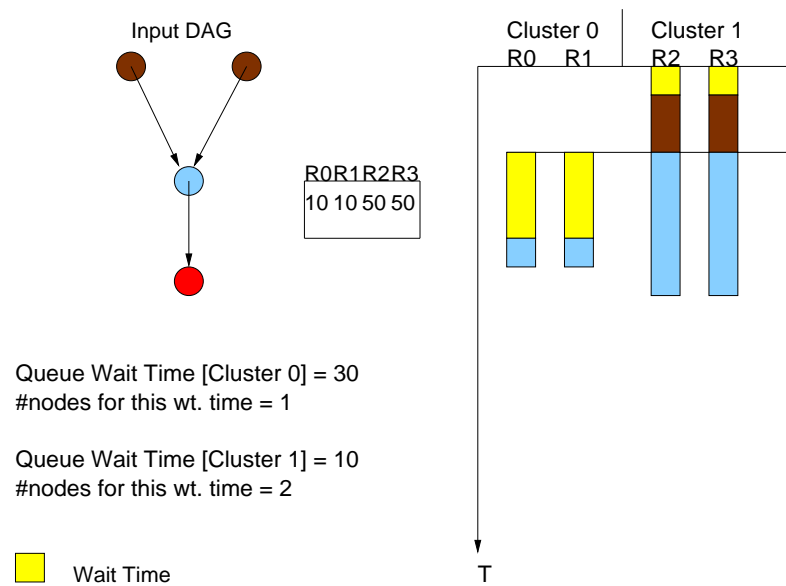 Input DAG
Cluster 0
Cluster 1
R0 R1 R2 R3
R0R1R2R3
10 10 50 50
Queue Wait Time [Cluster 0] = 30
#nodes for this wt. time = 1
Queue Wait Time [Cluster 1] = 10
#nodes for this wt. time = 2
Wait Time
T